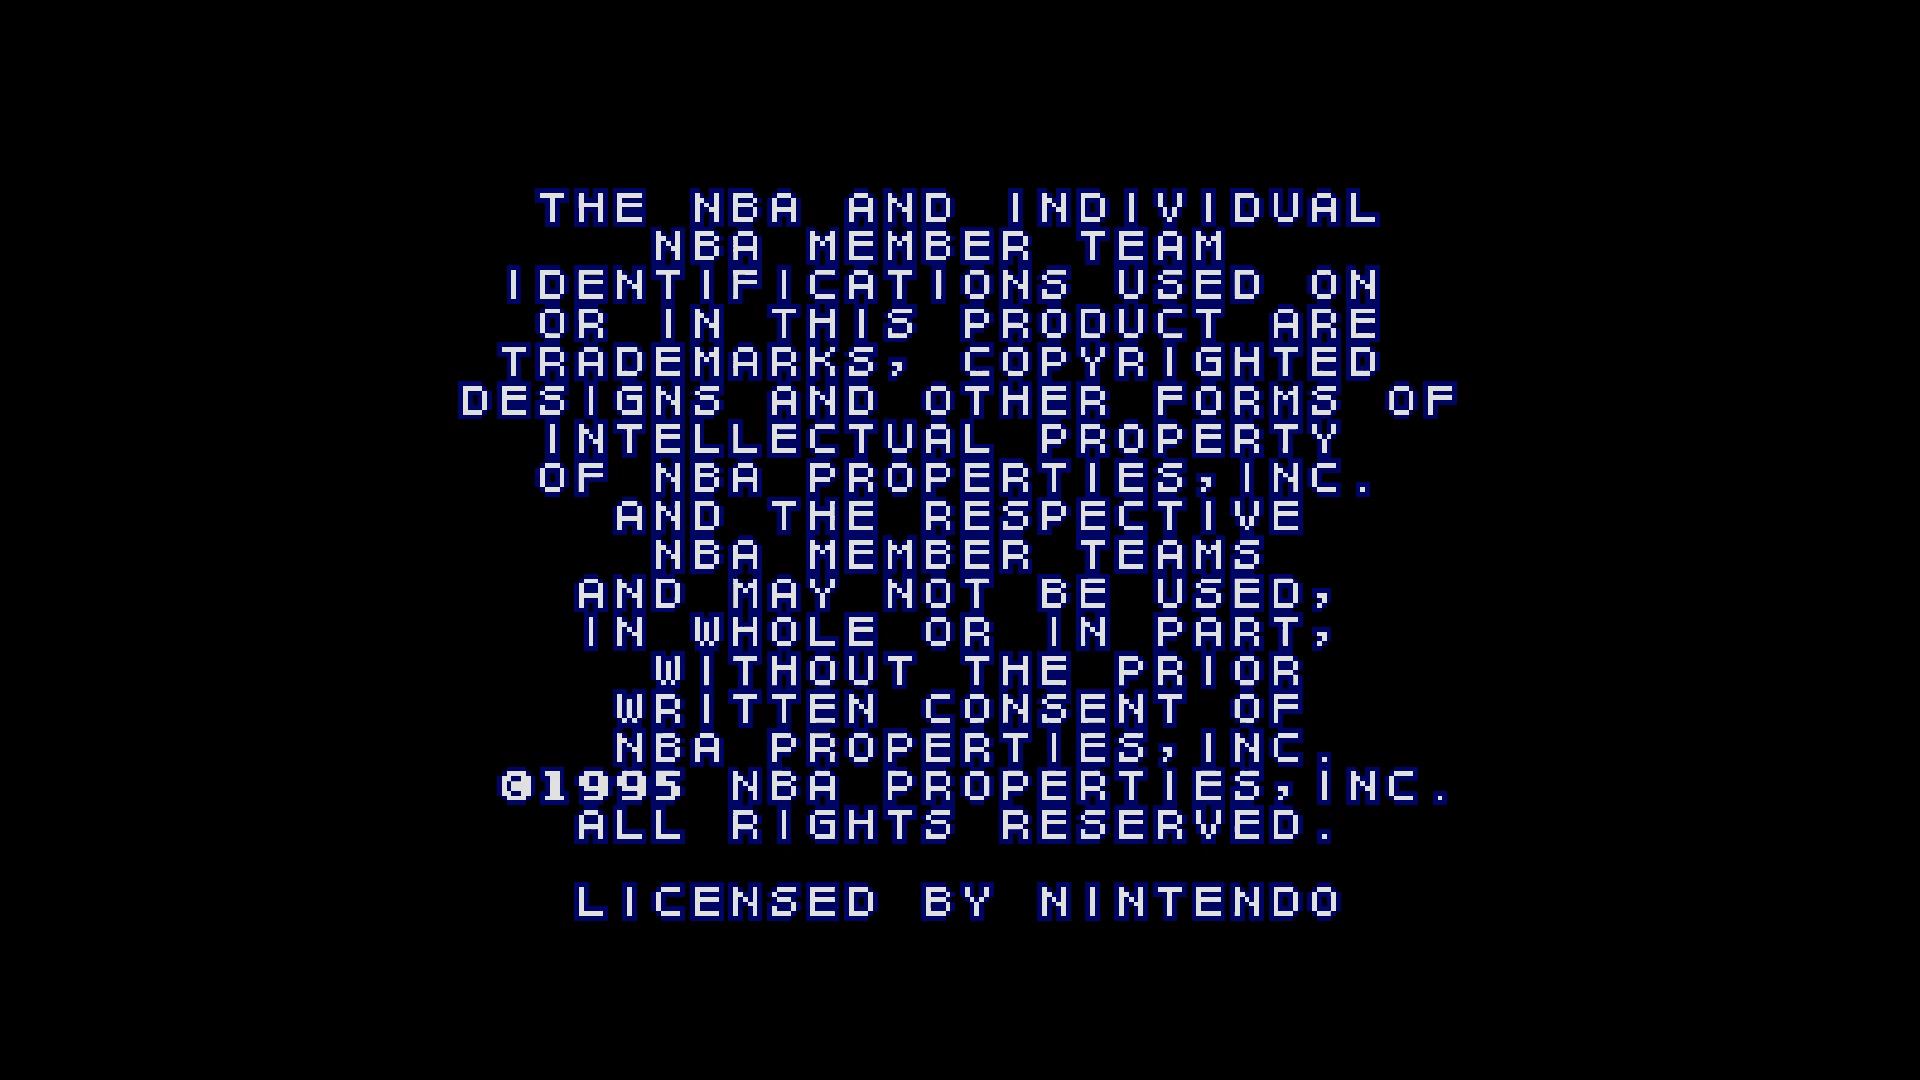 THE NBA AND INDIVIDUAL
NBA MEMBER TEAM
IDENTIFICATIONS USED ON
OR IN THIS PRODUCT ARE
TRADEMARKS, COPYRIGHTED
DESIGNS AND OTHER FORMS OF
INTELLECTUAL PROPERTY
OF NBA PROPERTIES,INC.
AND THE RESPECTIVE
NBA MEMBER TEAMS
AND MAY NOT BE USED,
IN WHOLE OR IN PART,
WITHOUT THE PRIOR
WRITTEN CONSENT OF
NBA PROPERTIES,INC.
©1995 NBA PROPERTIES,INC.
ALL RIGHTS RESERVED.
LICENSED BY NINTENDO